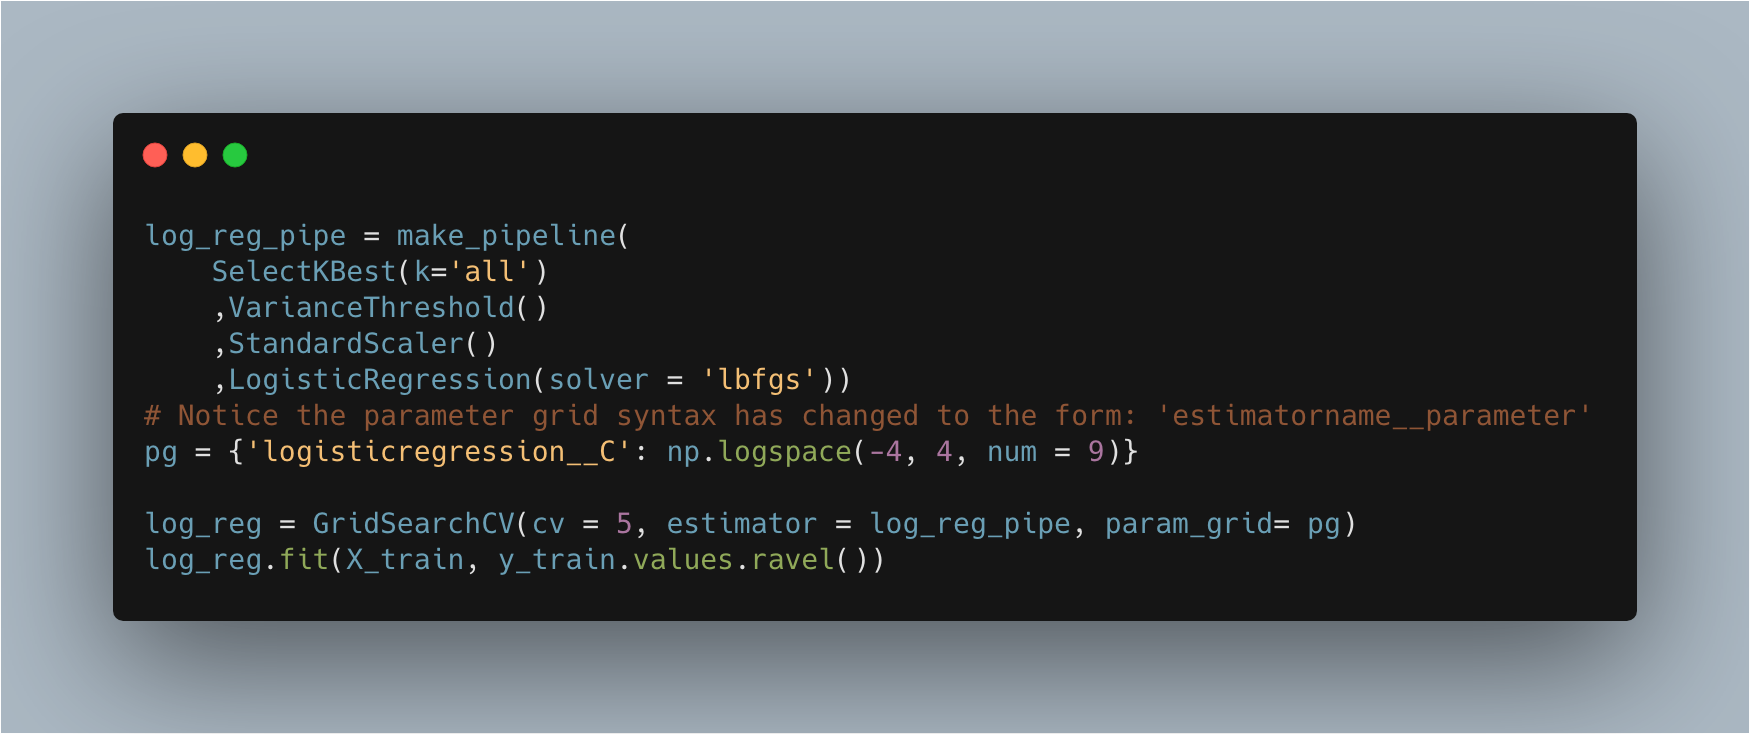 log_reg_pipe = make_pipeline(
    SelectKBest(k='all')
    ,VarianceThreshold()
    ,StandardScaler()
    ,LogisticRegression(solver = 'lbfgs'))
# Notice the parameter grid syntax has changed to the form: 'estimatorname__parameter'
pg = {'logisticregression__C': np.logspace(-4, 4, num = 9)}

log_reg = GridSearchCV(cv = 5, estimator = log_reg_pipe, param_grid= pg)
log_reg.fit(X_train, y_train.values.ravel())